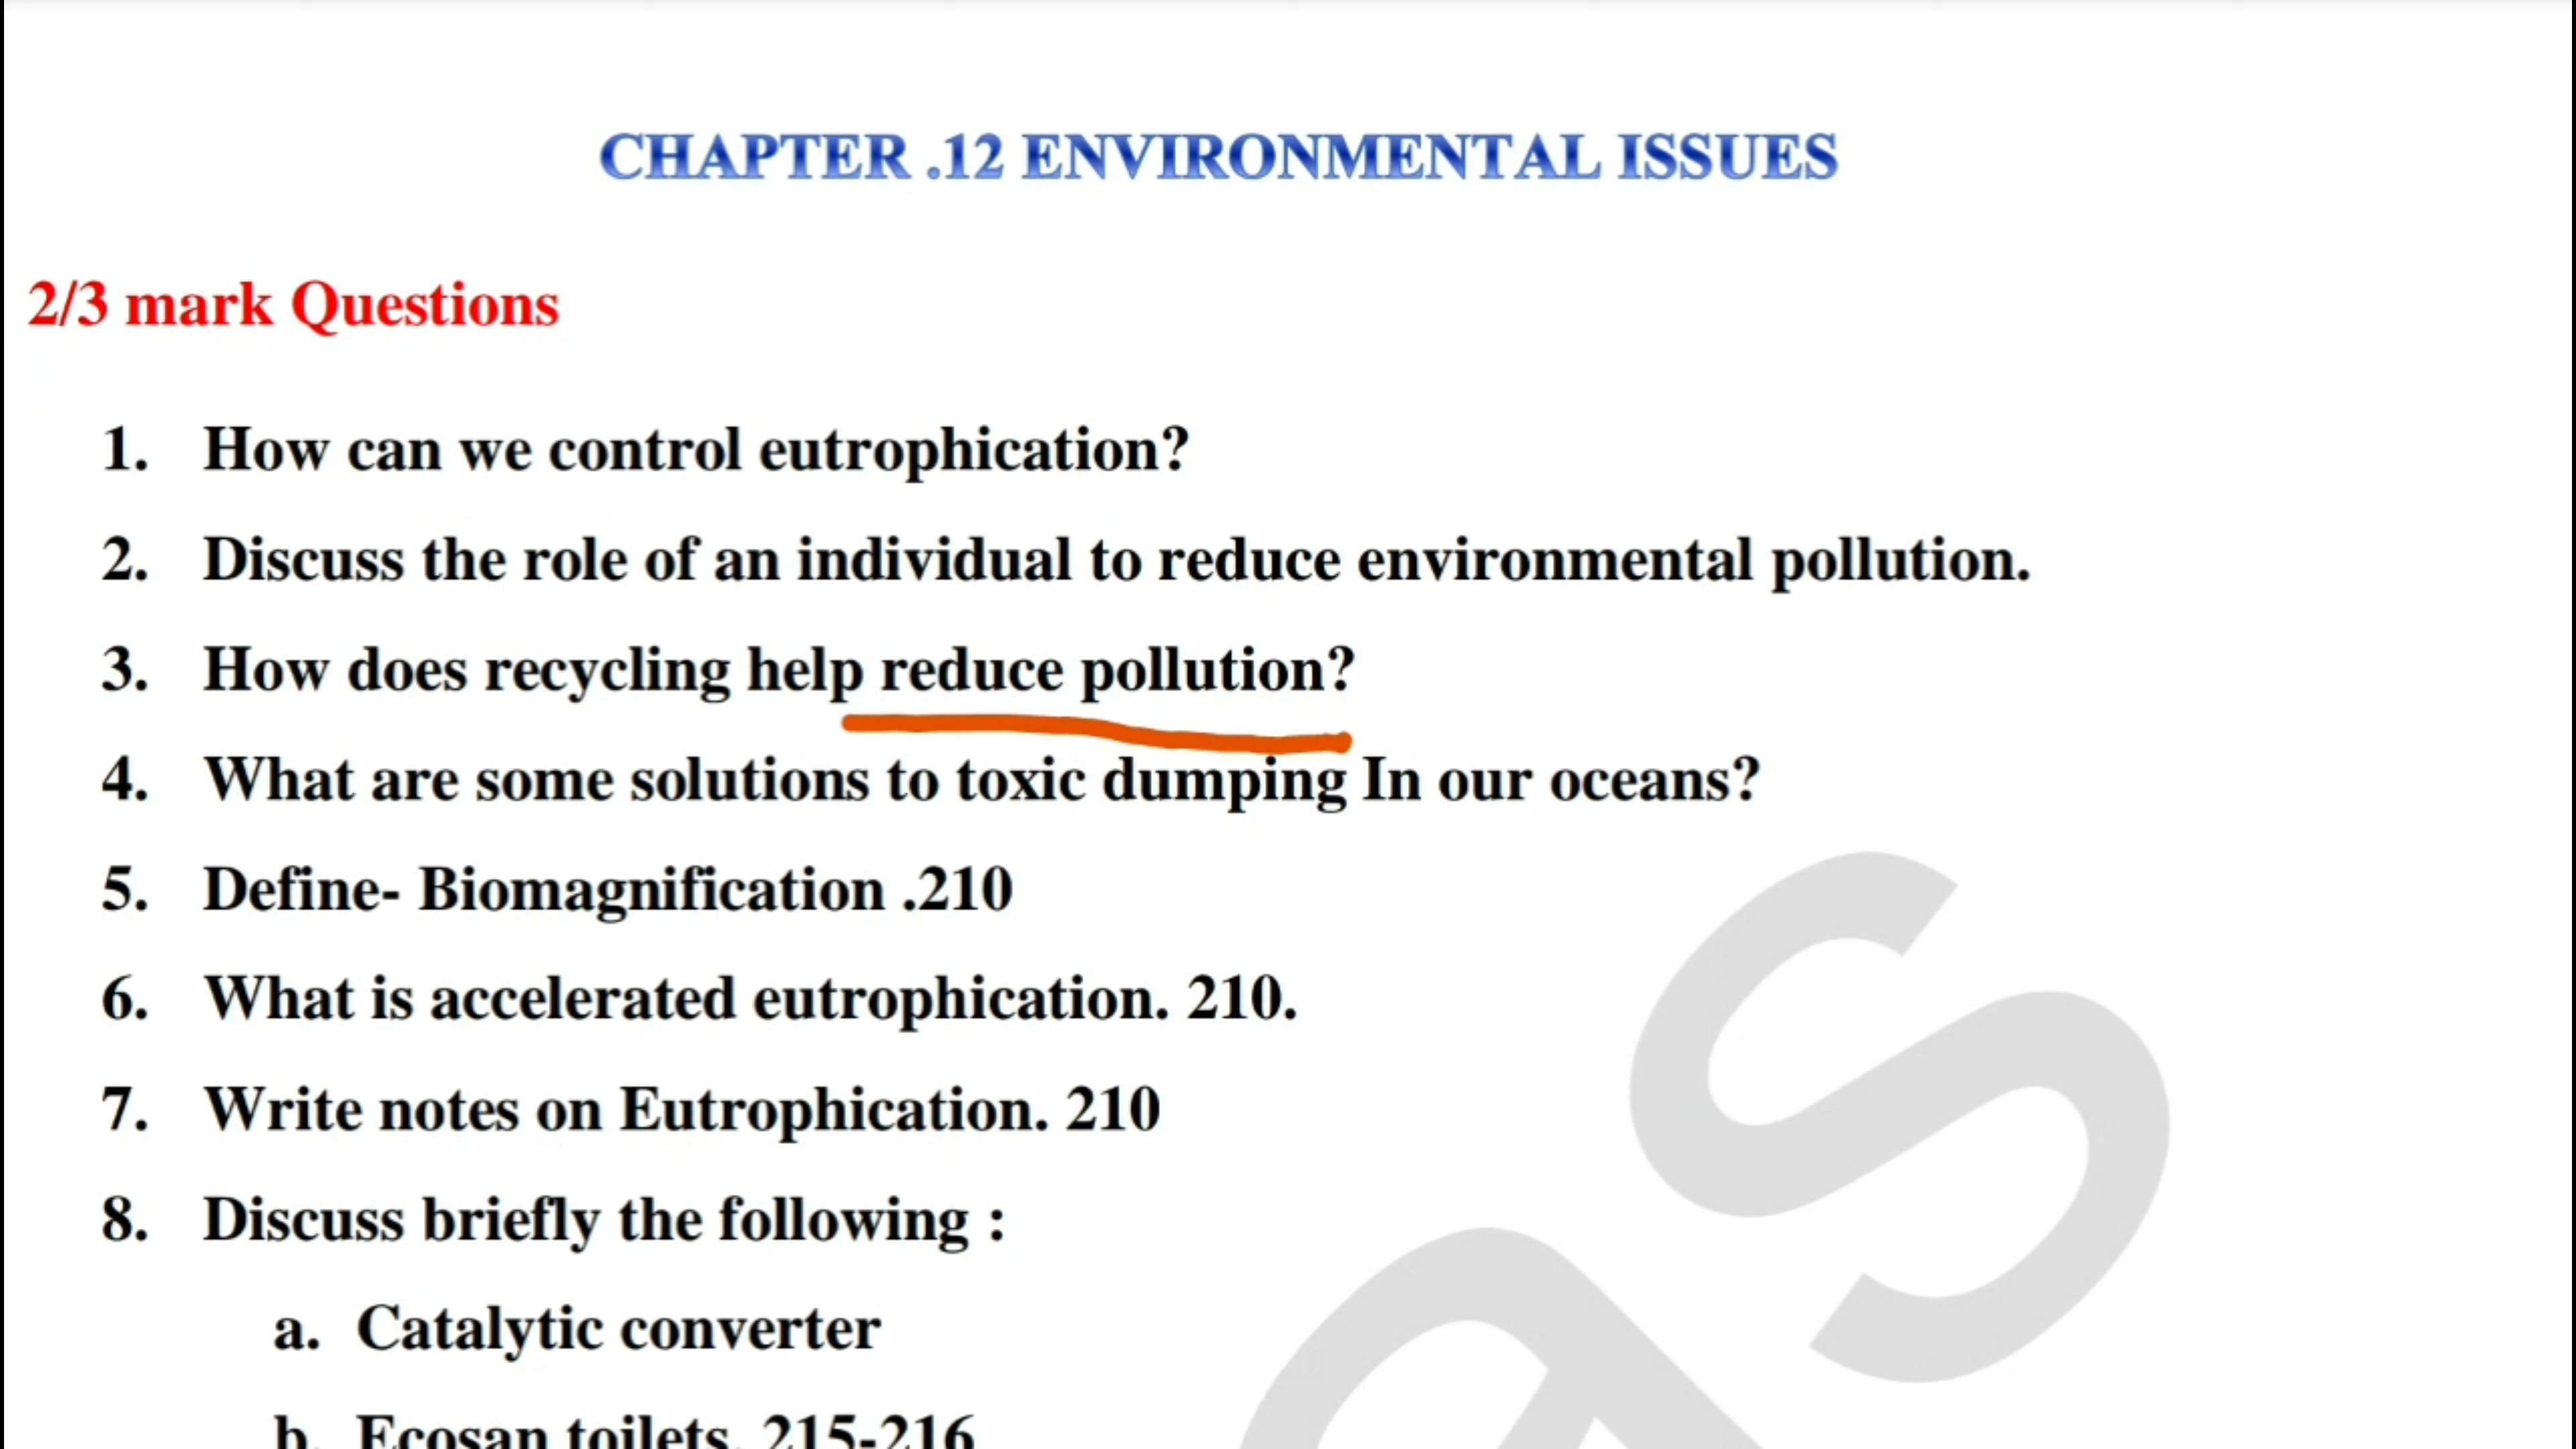 CHAPTER .12 ENVIRONMENTAL ISSUES
2/3 mark Questions
1. How can we control eutrophication?
2. Discuss the role of an individual to reduce environmental pollution.
3. How does recycling help reduce pollution?
4. What are some solutions to toxic dumping In our oceans?
5. Define- Biomagnification .210
6. What is accelerated eutrophication. 210.
7. Write notes on Eutrophication. 210
8. Discuss briefly the following :
a. Catalytic converter
b. Ecosan toilets. 215-216